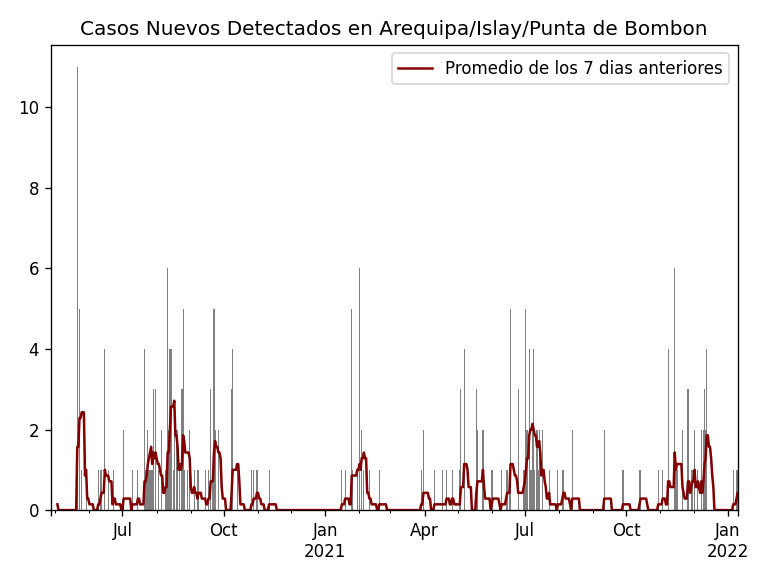 Casos Nuevos Detectados en Arequipa/Islay/Punta de Bombon
Promedio de los 7 dias anteriores
10
8
6
4
2
0
Jul Oct Jan Apr Jul Oct Jan
2021 2022